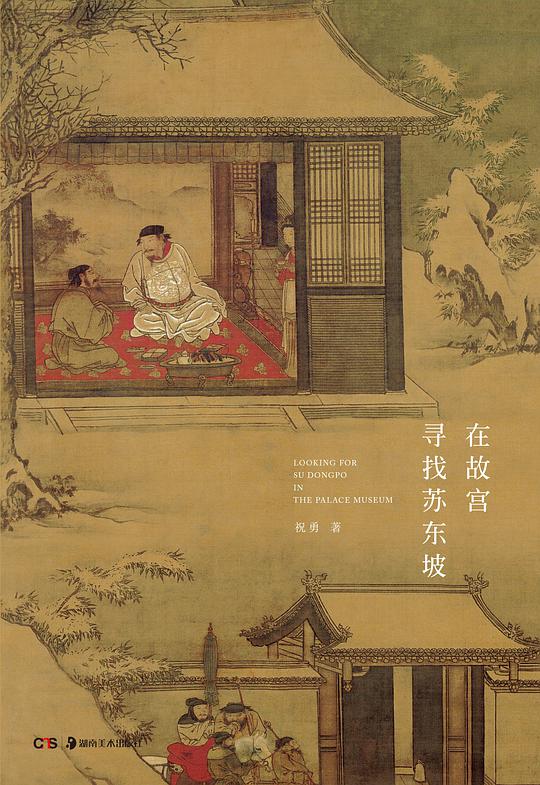 在故宫
寻找苏东坡
LOOKING FOR
SU DONGPO
IN
THE PALACE MUSEUM
祝勇 著
CTS
湖南美术出版社